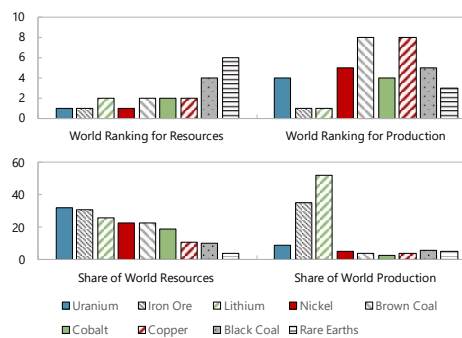 10
8
6
4
2
0
World Ranking for Resources World Ranking for Production
60
40
20
0
Share of World Resources Share of World Production
Uranium Iron Ore Lithium Nickel Brown Coal
Cobalt Copper Black Coal Rare Earths